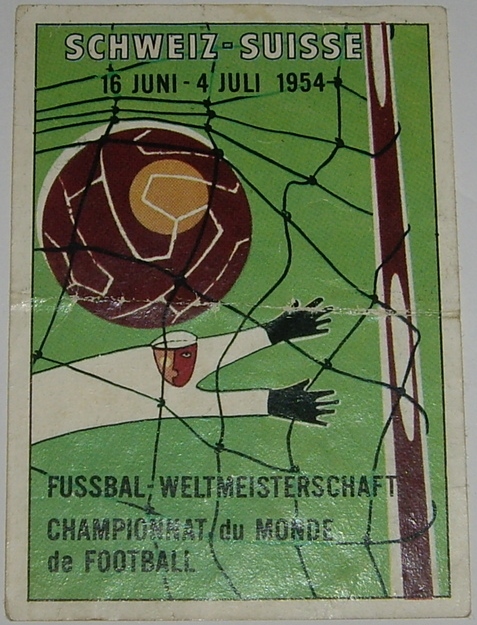 SCHWEIZ-SUISSE
16 JUNI-4 JULI 1954
FUSSBAL-WELTMEISTERSCHAFT
CHAMPIONNAT du MONDE
de FOOTBALL